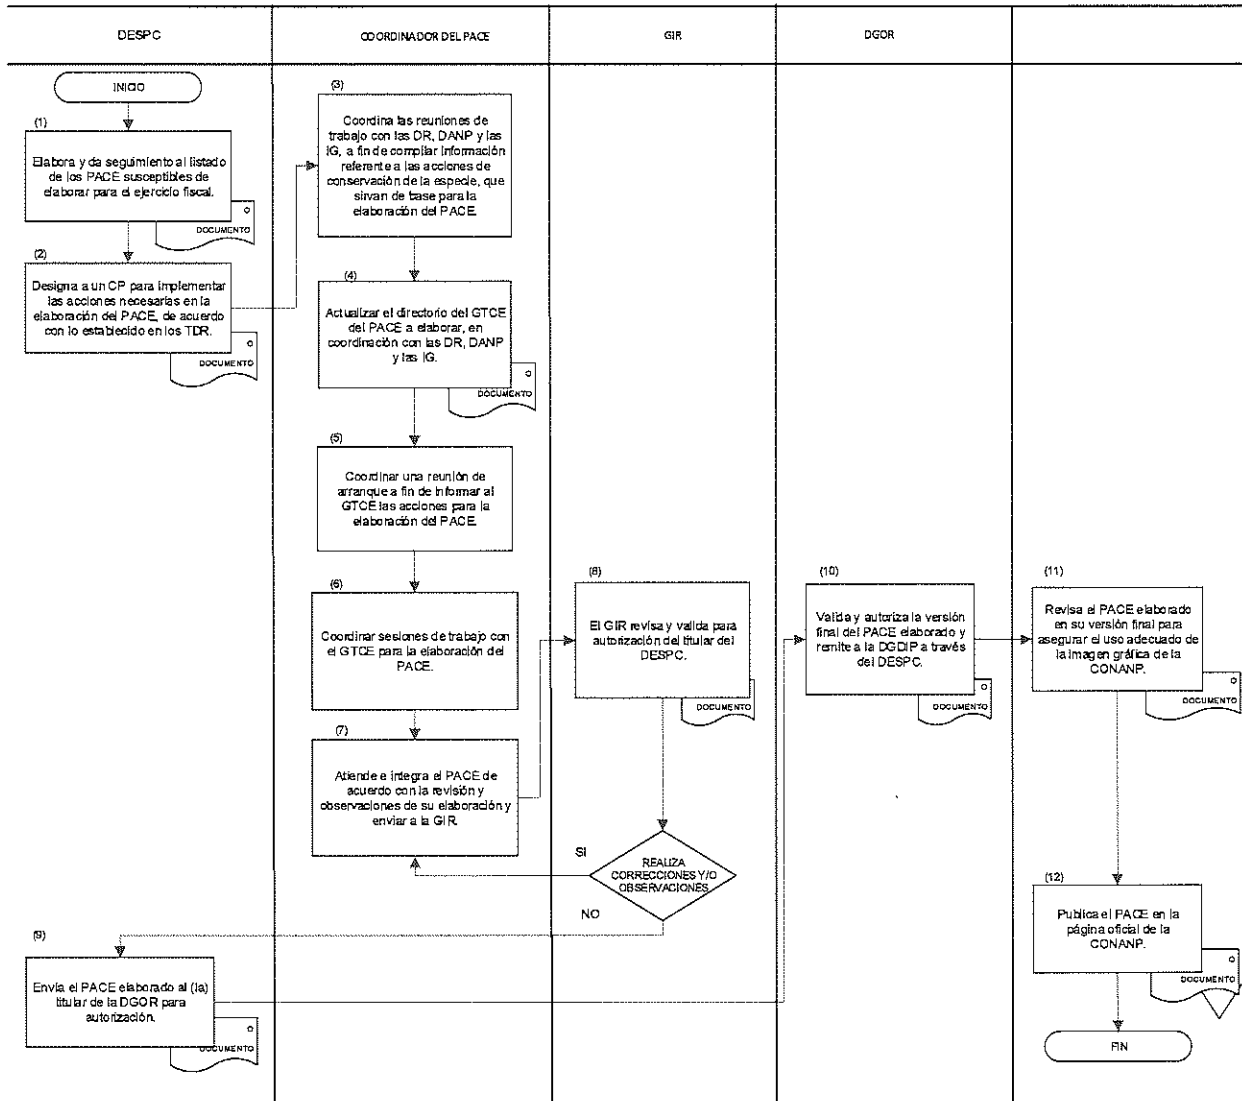 DESPC
COORDINADOR DEL PACE
GIR
DGOR
INICIO
(1)
Elabora y da seguimiento al listado
de los PACE susceptibles de
elaborar para el ejercicio fiscal.
DOCUMENTO
(2)
Designa a un CP para implementar
las acciones necesarias en la
elaboración del PACE, de acuerdo
con lo establecido en los TDR.
DOCUMENTO
(3)
Coordina las reuniones de
trabajo con las DR, DANP y las
IG, a fin de compilar información
referente a las acciones de
conservación de la especie, que
sirvan de base para la
elaboración del PACE.
(4)
Actualizar el directorio del GTCE
del PACE a elaborar, en
coordinación con las DR, DANP
y las IG.
DOCUMENTO
(5)
Coordinar una reunión de
arranque a fin de informar al
GTCE las acciones para la
elaboración del PACE.
(6)
Coordinar sesiones de trabajo con
el GTCE para la elaboración del
PACE.
(7)
Atiende e integra el PACE de
acuerdo con la revisión y
observaciones de su elaboración y
enviar a la GIR.
(8)
El GIR revisa y valida para
autorización del titular del
DESPC.
DOCUMENTO
REALIZA
CORRECCIONES Y/O
OBSERVACIONES
SI
NO
(9)
Envía el PACE elaborado al (la)
titular de la DGOR para
autorización.
DOCUMENTO
(10)
Valida y autoriza la versión
final del PACE elaborado y
remite a la DGDIP a través
del DESPC.
DOCUMENTO
(11)
Revisa el PACE elaborado
en su versión final para
asegurar el uso adecuado de
la imagen gráfica de la
CONANP.
DOCUMENTO
(12)
Publica el PACE en la
página oficial de la
CONANP.
DOCUMENTO
FIN